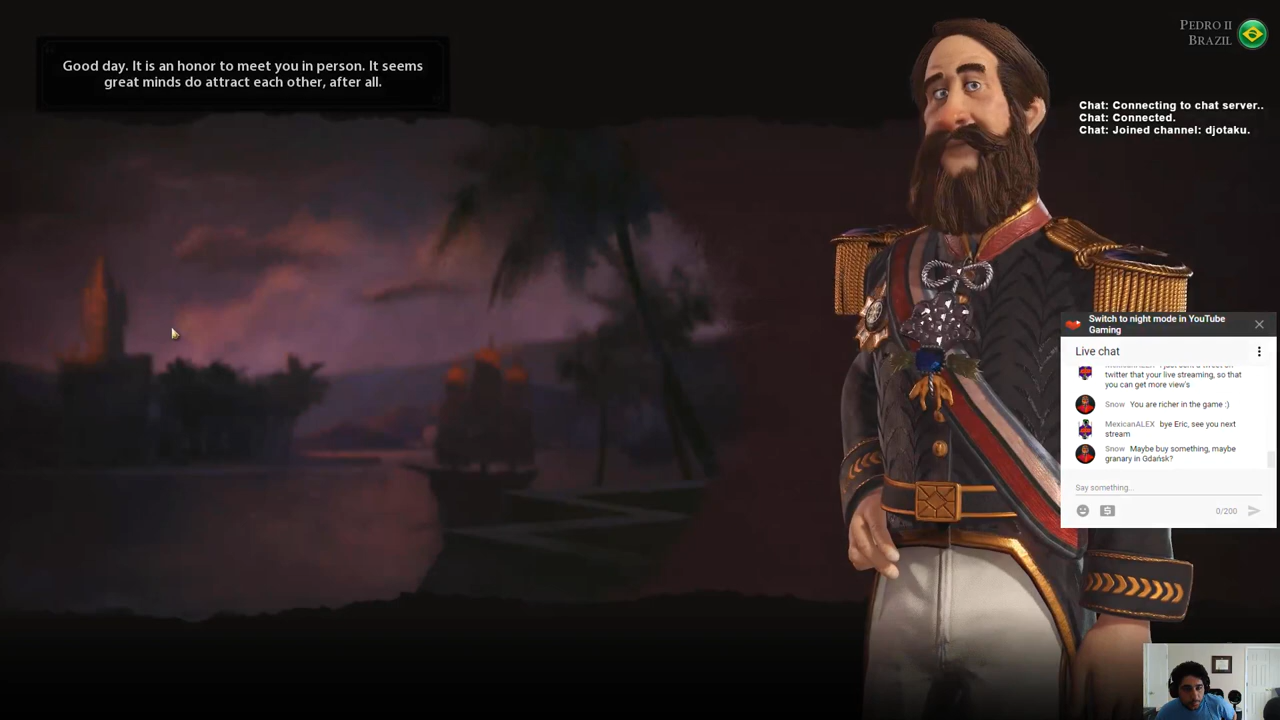 PEDRO II
BRAZIL
Good day. It is an honor to meet you in person. It seems
great minds do attract each other, after all.
Chat: Connecting to chat server..
Chat: Connected.
Chat: Joined channel: djotaku.
Switch to night mode in YouTube
Gaming
Live chat
twitter that your live streaming, so that
you can get more view's
Snow You are richer in the game :)
MexicanALEX bye Eric, see you next
stream
Snow Maybe buy something, maybe
granary in Gdańsk?
Say something...
0/200